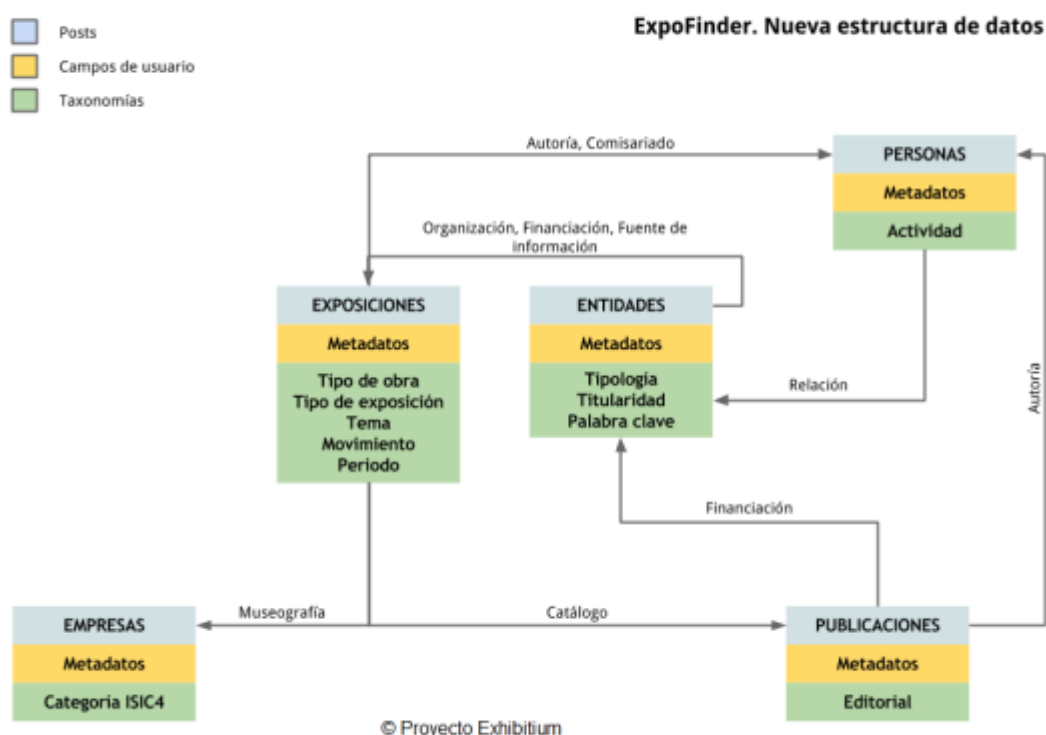 ExpoFinder. Nueva estructura de datos
Posts
Campos de usuario
Taxonomías
Autoría, Comisariado
PERSONAS
Metadatos
Actividad
Organización, Financiación, Fuente de
información
EXPOSICIONES
Metadatos
Tipo de obra
Tipo de exposición
Tema
Movimiento
Periodo
ENTIDADES
Metadatos
Tipología
Titularidad
Palabra clave
Relación
Autoría
Financiación
Museografía
Catálogo
EMPRESAS
Metadatos
Categoría ISIC4
PUBLICACIONES
Metadatos
Editorial
© Proyecto Exhibitium